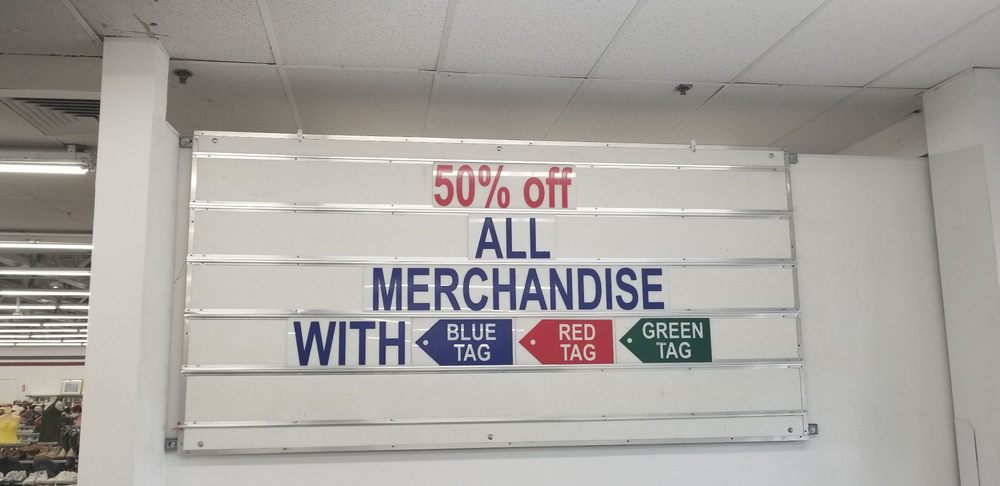 50% off
ALL
MERCHANDISE
WITH BLUE TAG RED TAG GREEN TAG